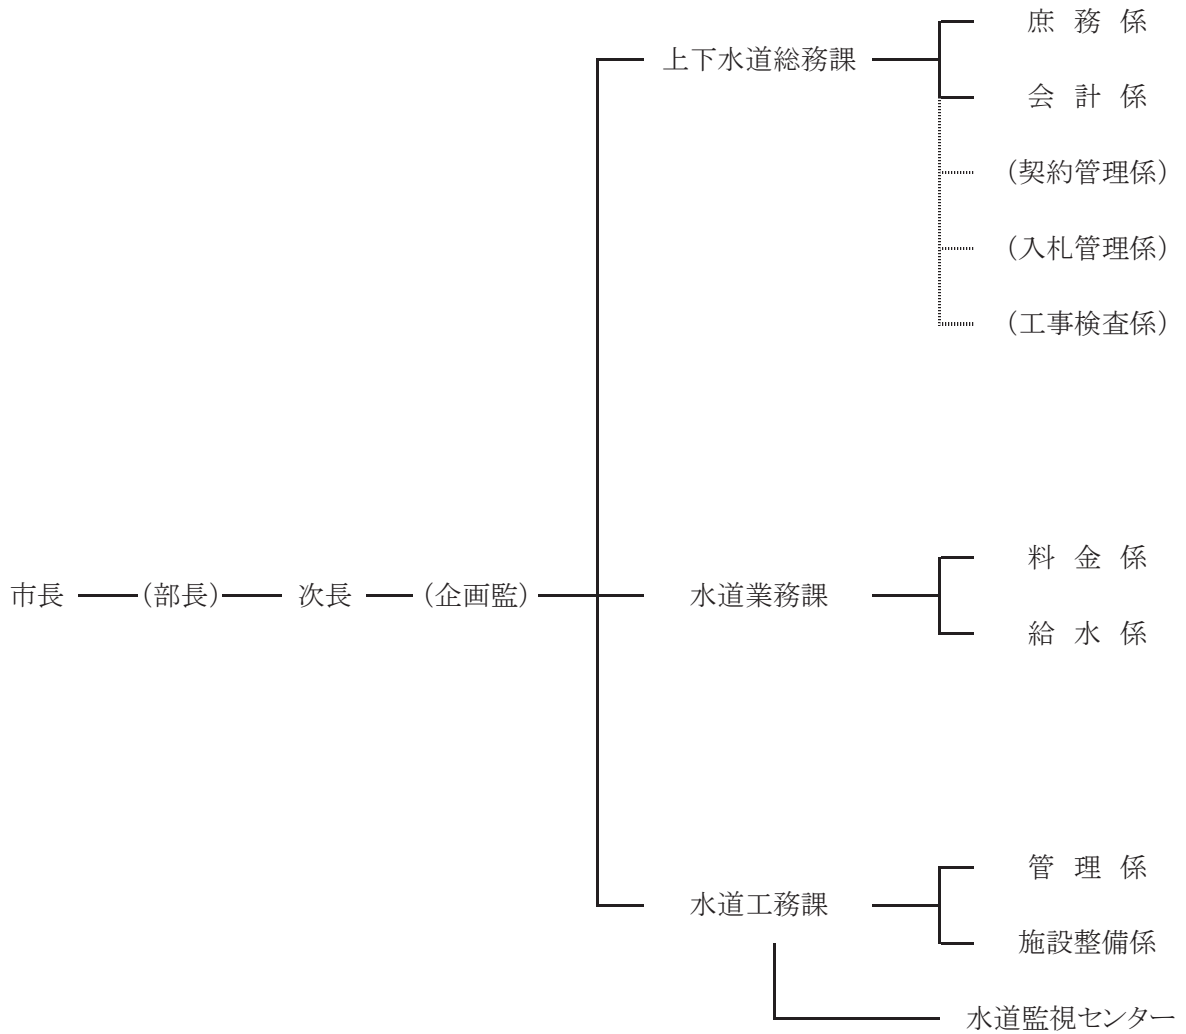 庶務係
上下水道総務課
会計係
(契約管理係)
(入札管理係)
(工事検査係)
料金係
市長 (部長) 次長 (企画監) 水道業務課
給水係
管理係
水道工務課
施設整備係
水道監視センター